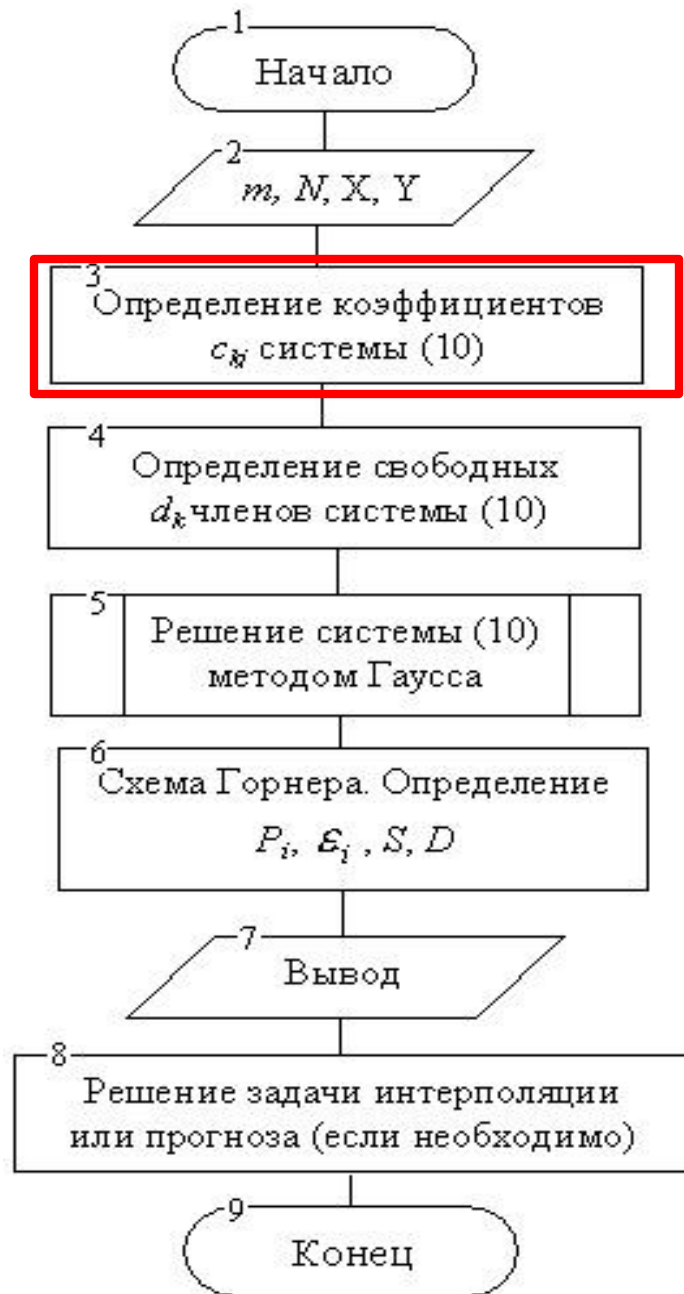 1
Начало
2
m, N, X, Y
3
Определение коэффициентов
c_kj системы (10)
4
Определение свободных
d_k членов системы (10)
5
Решение системы (10)
методом Гаусса
6
Схема Горнера. Определение
P_i, ε_i , S, D
7
Вывод
8
Решение задачи интерполяции
или прогноза (если необходимо)
9
Конец